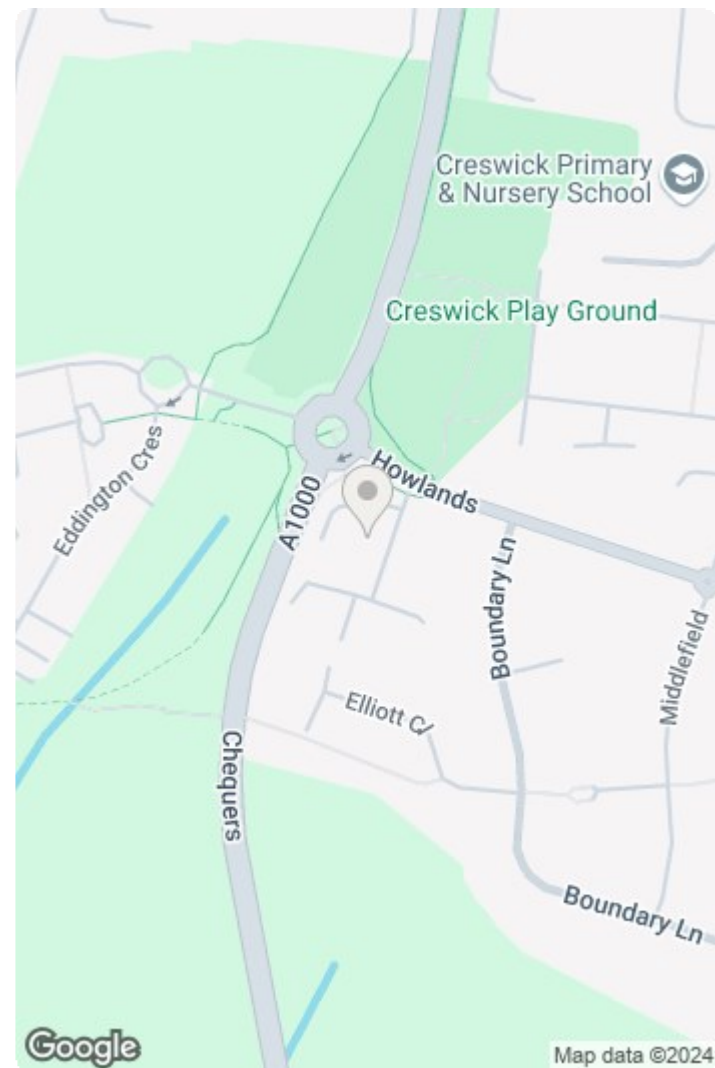 Creswick Primary
& Nursery School
Creswick Play Ground
Howlands
Eddington Cres
A1000
Boundary Ln
Middlefield
Elliott C
Chequers
Boundary Ln
Google
Map data ©2024